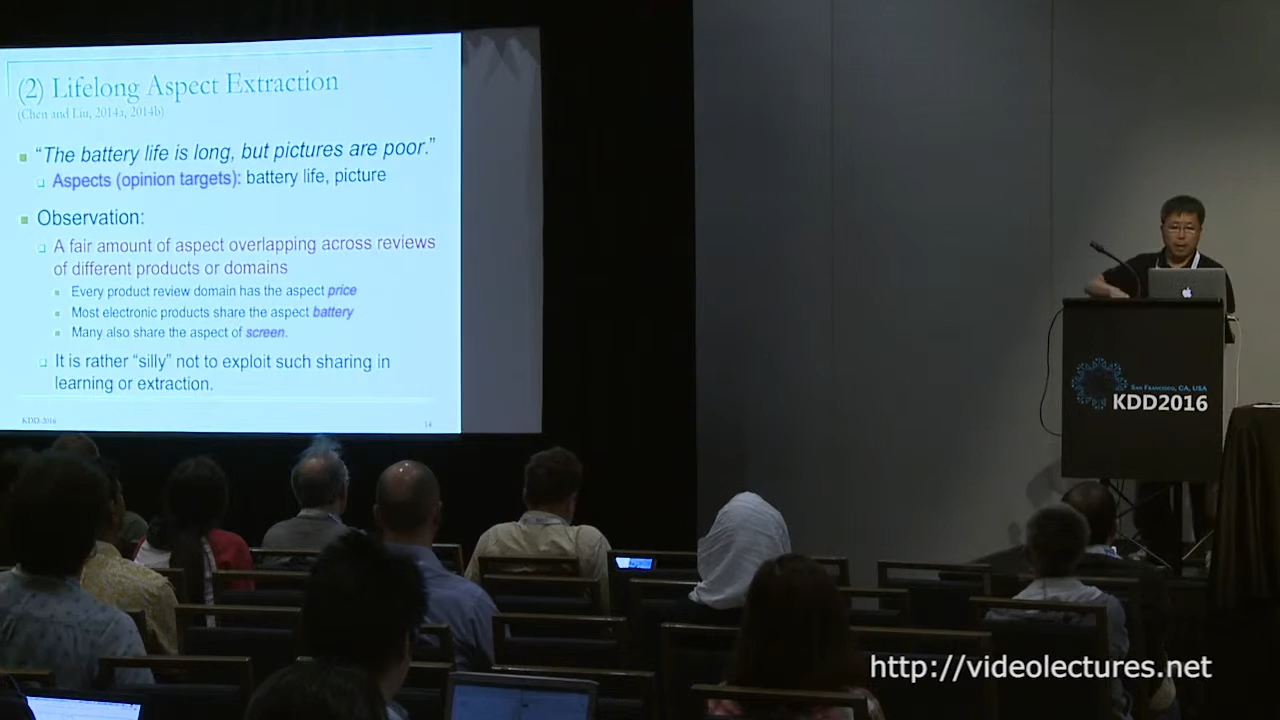 (2) Lifelong Aspect Extraction
(Chen and Liu, 2014a, 2014b)
“The battery life is long, but pictures are poor.”
Aspects (opinion targets): battery life, picture
Observation:
A fair amount of aspect overlapping across reviews
of different products or domains
Every product review domain has the aspect price
Most electronic products share the aspect battery
Many also share the aspect of screen.
It is rather “silly” not to exploit such sharing in
learning or extraction.
KDD-2016
14
SAN FRANCISCO, CA, USA
KDD2016
http://videolectures.net